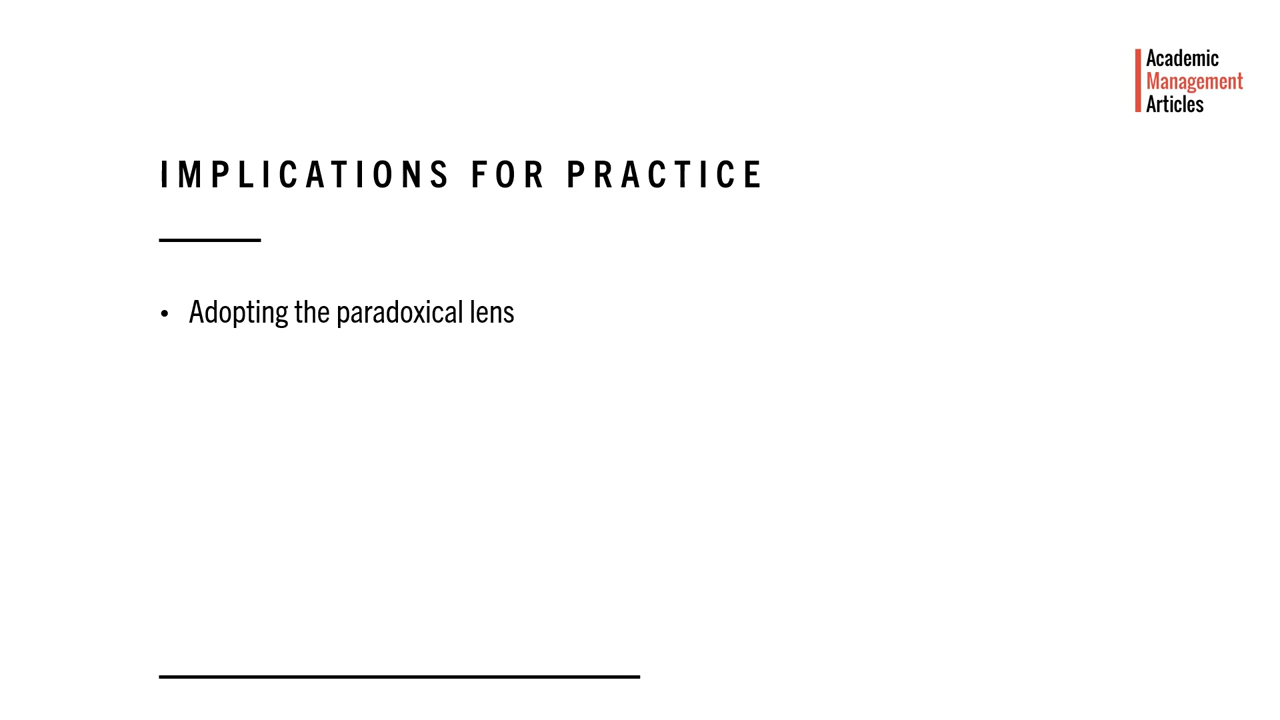 Academic
Management
Articles
IMPLICATIONS FOR PRACTICE
• Adopting the paradoxical lens